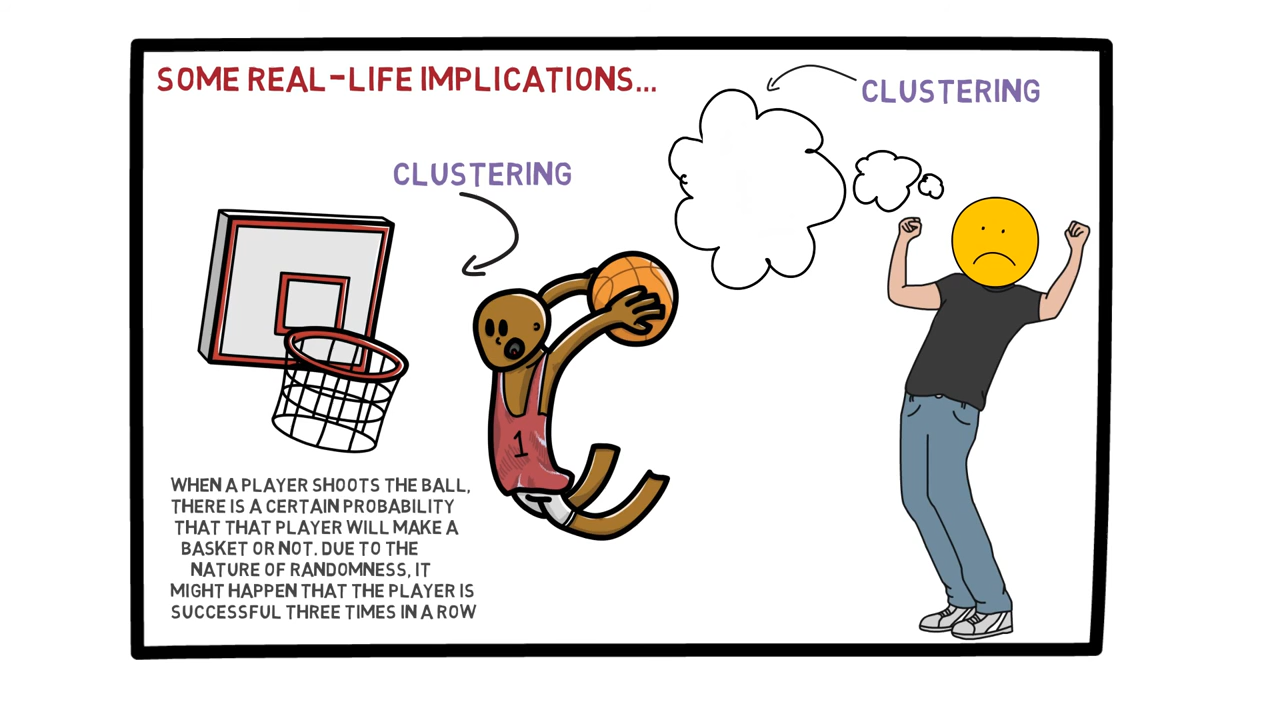 SOME REAL-LIFE IMPLICATIONS...
CLUSTERING
CLUSTERING
1
WHEN A PLAYER SHOOTS THE BALL,
THERE IS A CERTAIN PROBABILITY
THAT THAT PLAYER WILL MAKE A
BASKET OR NOT. DUE TO THE
NATURE OF RANDOMNESS, IT
MIGHT HAPPEN THAT THE PLAYER IS
SUCCESSFUL THREE TIMES IN A ROW